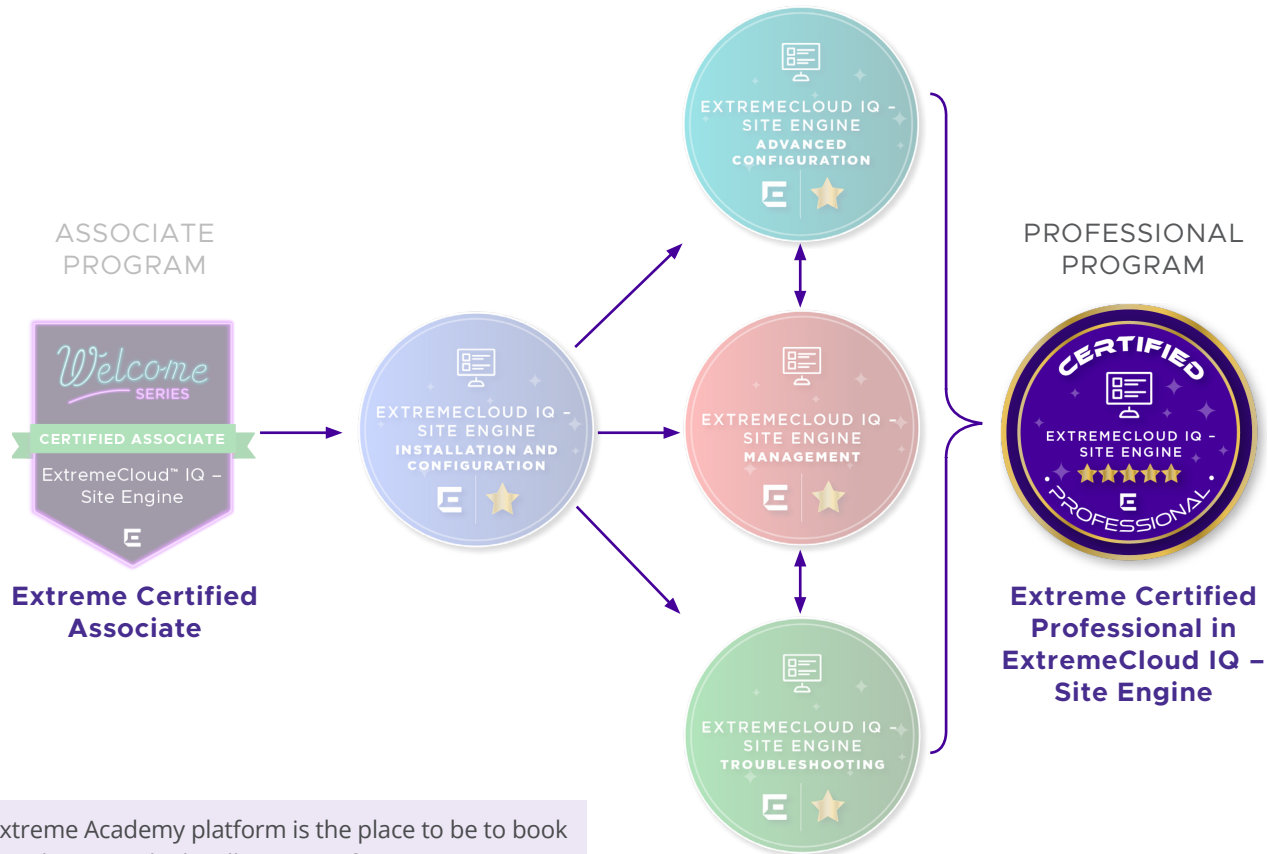 ASSOCIATE
PROGRAM
Welcome
SERIES
CERTIFIED ASSOCIATE
ExtremeCloud™ IQ –
Site Engine
Extreme Certified
Associate
EXTREMECLOUD IQ –
SITE ENGINE
INSTALLATION AND
CONFIGURATION
EXTREMECLOUD IQ –
SITE ENGINE
ADVANCED
CONFIGURATION
EXTREMECLOUD IQ –
SITE ENGINE
MANAGEMENT
EXTREMECLOUD IQ –
SITE ENGINE
TROUBLESHOOTING
PROFESSIONAL
PROGRAM
CERTIFIED
EXTREMECLOUD IQ –
SITE ENGINE
PROFESSIONAL
Extreme Certified
Professional in
ExtremeCloud IQ –
Site Engine
xtreme Academy platform is the place to be to book